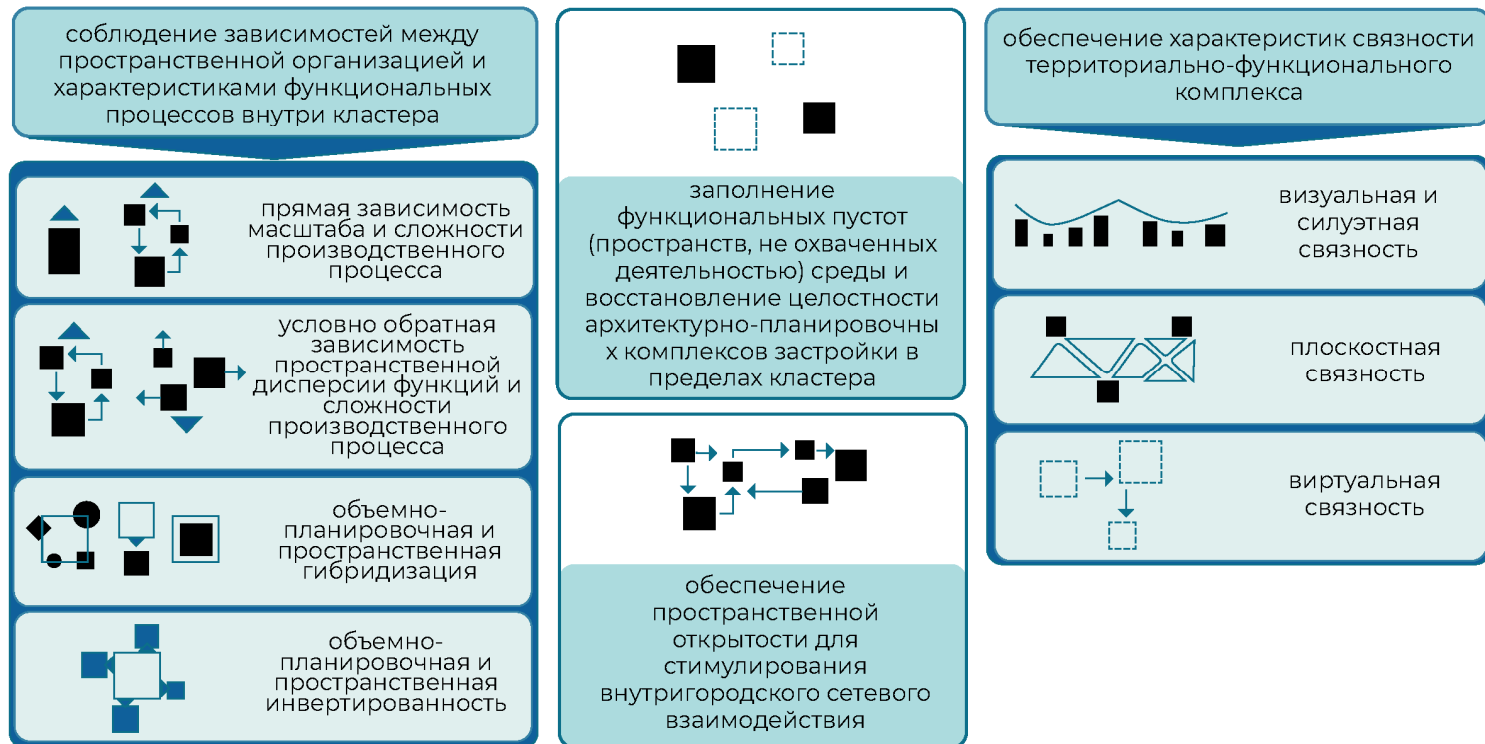 соблюдение зависимостей между
пространственной организацией и
характеристиками функциональных
процессов внутри кластера
прямая зависимость
масштаба и сложности
производственного
процесса
условно обратная
зависимость
пространственной
дисперсии функций и
сложности
производственного
процесса
объемно-
планировочная и
пространственная
гибридизация
объемно-
планировочная и
пространственная
инвертированность
заполнение
функциональных пустот
(пространств, не охваченных
деятельностью) среды и
восстановление целостности
архитектурно-планировочны
х комплексов застройки в
пределах кластера
обеспечение
пространственной
открытости для
стимулирования
внутригородского сетевого
взаимодействия
обеспечение характеристик связности
территориально-функционального
комплекса
визуальная и
силуэтная
связность
плоскостная
связность
виртуальная
связность